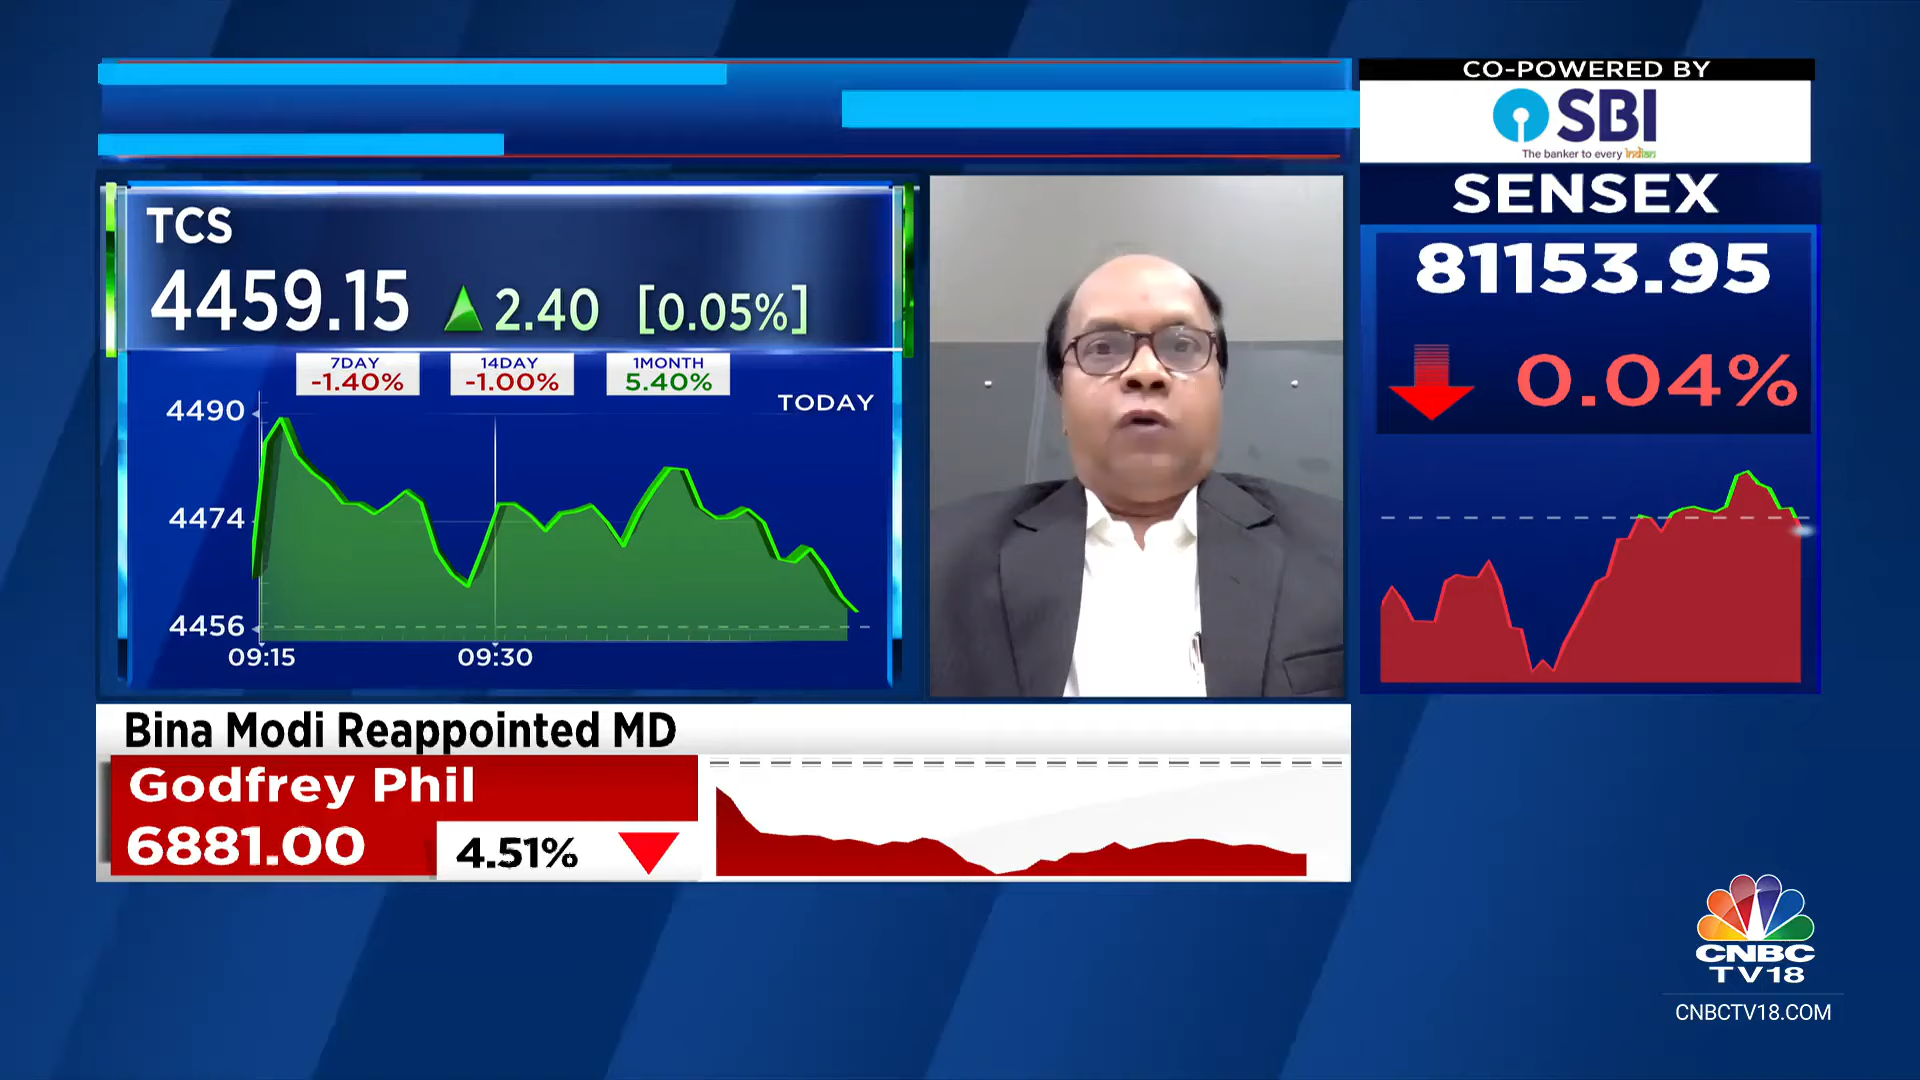 CO-POWERED BY
SBI
The banker to every Indian
SENSEX
81153.95
0.04%
TCS
4459.15 2.40 [0.05%]
7DAY
-1.40%
14DAY
-1.00%
1MONTH
5.40%
TODAY
4490
4474
4456
09:15 09:30
Bina Modi Reappointed MD
Godfrey Phil
6881.00
4.51%
CNBC
TV18
CNBCTV18.COM